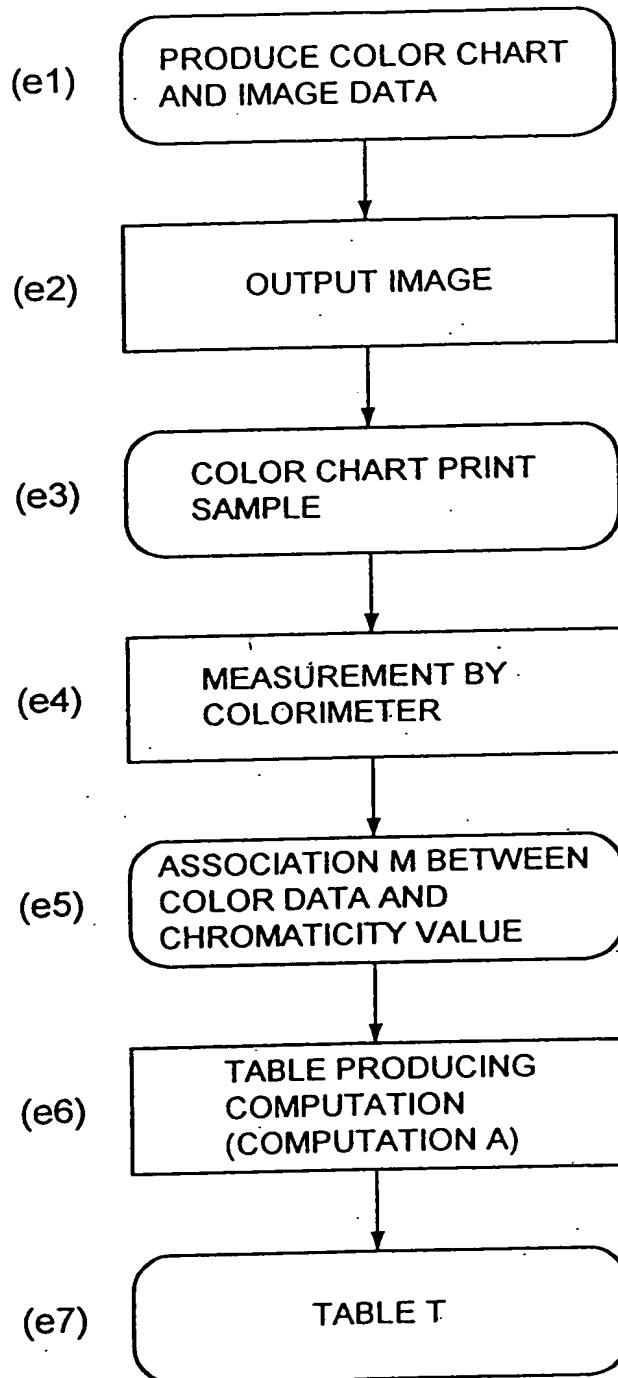 (e1)
PRODUCE COLOR CHART
AND IMAGE DATA
(e2)
OUTPUT IMAGE
(e3)
COLOR CHART PRINT
SAMPLE
(e4)
MEASUREMENT BY
COLORIMETER
(e5)
ASSOCIATION M BETWEEN
COLOR DATA AND
CHROMATICITY VALUE
(e6)
TABLE PRODUCING
COMPUTATION
(COMPUTATION A)
(e7)
TABLE T